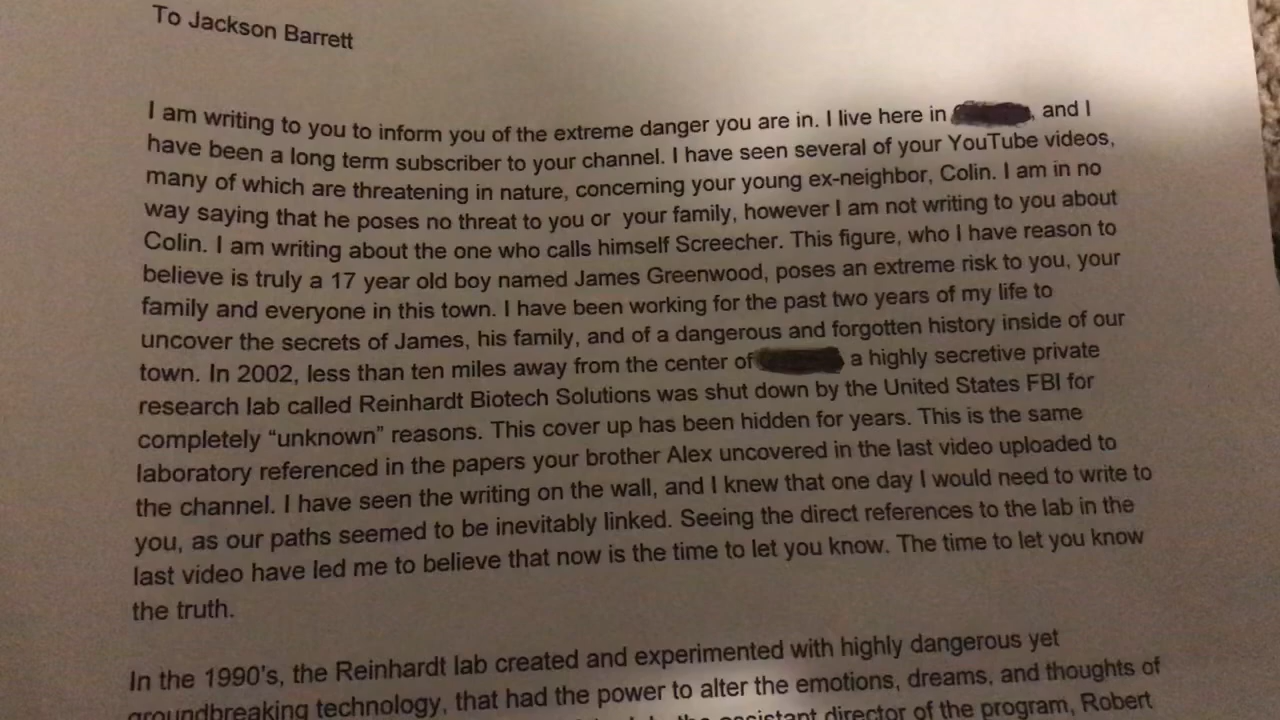 To Jackson Barrett
I am writing to you to inform you of the extreme danger you are in. I live here in , and I
have been a long term subscriber to your channel. I have seen several of your YouTube videos,
many of which are threatening in nature, concerning your young ex-neighbor, Colin. I am in no
way saying that he poses no threat to you or your family, however I am not writing to you about
Colin. I am writing about the one who calls himself Screecher. This figure, who I have reason to
believe is truly a 17 year old boy named James Greenwood, poses an extreme risk to you, your
family and everyone in this town. I have been working for the past two years of my life to
uncover the secrets of James, his family, and of a dangerous and forgotten history inside of our
town. In 2002, less than ten miles away from the center of a highly secretive private
research lab called Reinhardt Biotech Solutions was shut down by the United States FBI for
completely “unknown” reasons. This cover up has been hidden for years. This is the same
laboratory referenced in the papers your brother Alex uncovered in the last video uploaded to
the channel. I have seen the writing on the wall, and I knew that one day I would need to write to
you, as our paths seemed to be inevitably linked. Seeing the direct references to the lab in the
last video have led me to believe that now is the time to let you know. The time to let you know
the truth.
In the 1990's, the Reinhardt lab created and experimented with highly dangerous yet
groundbreaking technology, that had the power to alter the emotions, dreams, and thoughts of
the assistant director of the program, Robert